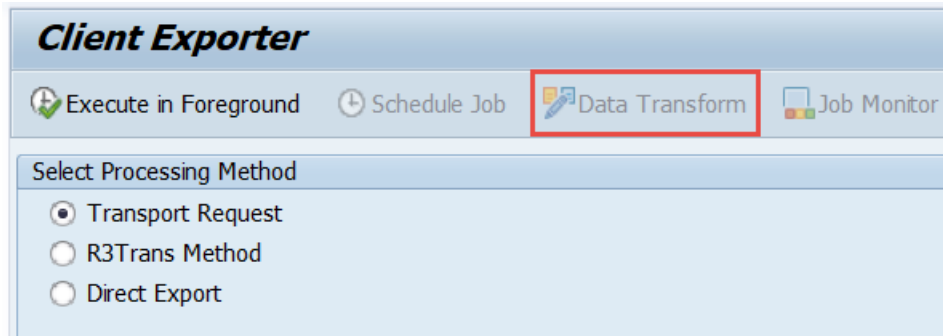 Client Exporter
Execute in Foreground Schedule Job Data Transform Job Monitor
Select Processing Method
Transport Request
R3Trans Method
Direct Export